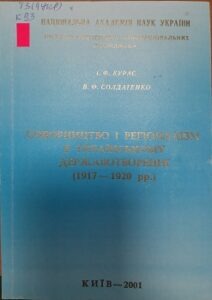 НАЦІОНАЛЬНА АКАДЕМІЯ НАУК УКРАЇНИ
І. Ф. КУРАС
В. Ф. СОЛДАТЕНКО
СОБОРНИЦТВО І РЕГІОНАЛІЗМ
В УКРАЇНСЬКОМУ
ДЕРЖАВОТВОРЕННІ
(1917—1920 рр.)
КИЇВ—2001